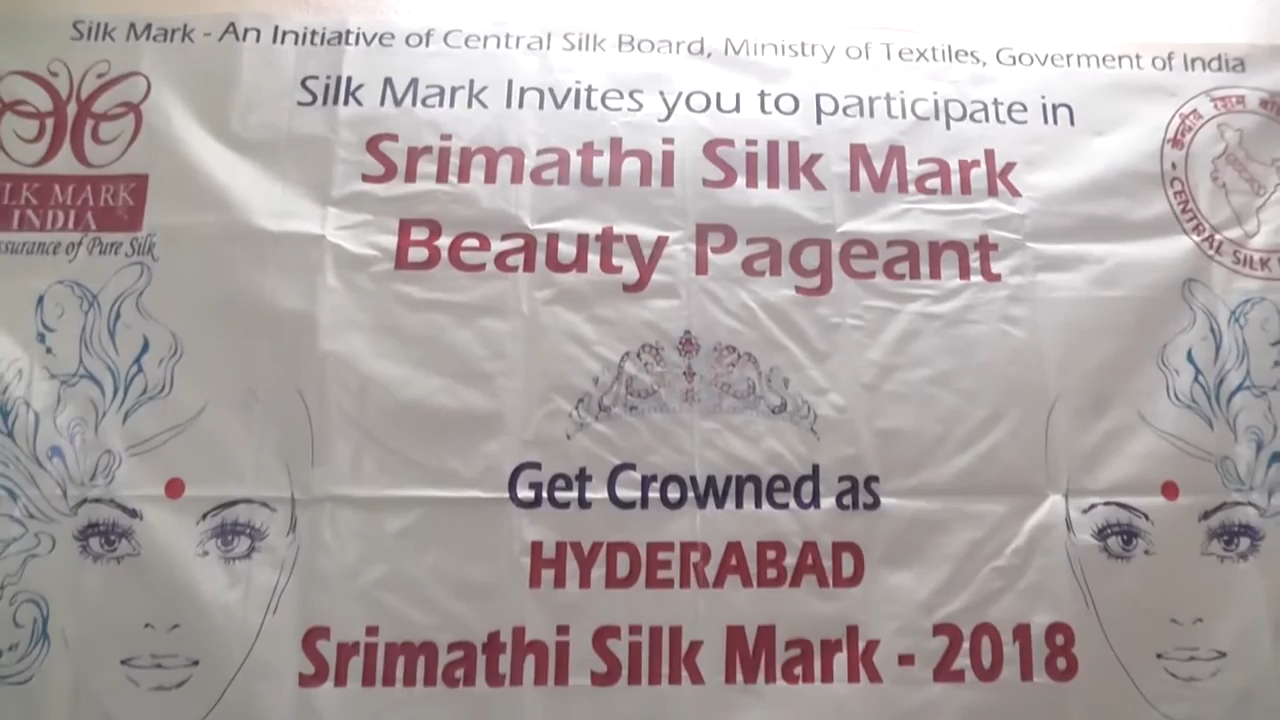 Silk Mark - An Initiative of Central Silk Board, Ministry of Textiles, Goverment of India
Silk Mark Invites you to participate in
Srimathi Silk Mark
Beauty Pageant
LK MARK
INDIA
ssurance of Pure Silk
केन्द्रीय रेशम बो
CENTRAL SILK
Get Crowned as
HYDERABAD
Srimathi Silk Mark - 2018